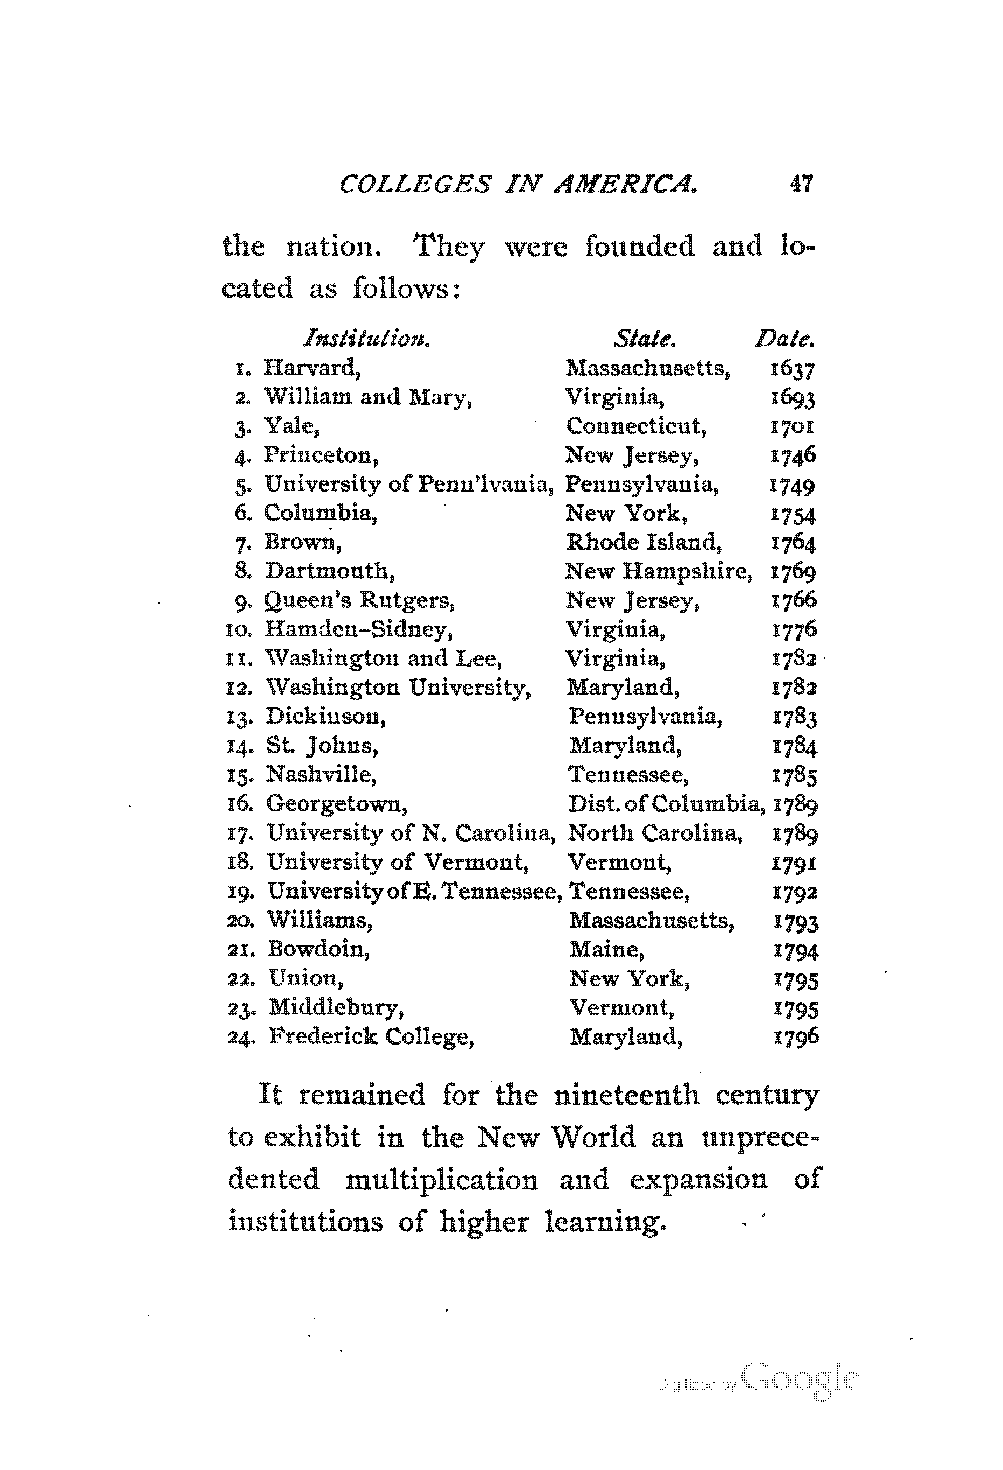 COLLEGES IN AMERICA. 47
the nation. They were founded and lo-
cated as follows:
Institution. State. Date.
1. Harvard, Massachusetts, 1637
2. William and Mary, Virginia, 1693
3. Yale, Connecticut, 1701
4. Princeton, New Jersey, 1746
5. University of Penn'lvania, Pennsylvania, 1749
6. Columbia, New York, 1754
7. Brown, Rhode Island, 1764
8. Dartmouth, New Hampshire, 1769
9. Queen's Rutgers, New Jersey, 1766
10. Hamden-Sidney, Virginia, 1776
11. Washington and Lee, Virginia, 1782
12. Washington University, Maryland, 1782
13. Dickinson, Pennsylvania, 1783
14. St. Johns, Maryland, 1784
15. Nashville, Tennessee, 1785
16. Georgetown, Dist. of Columbia, 1789
17. University of N. Carolina, North Carolina, 1789
18. University of Vermont, Vermont, 1791
19. University of E. Tennessee, Tennessee, 1792
20. Williams, Massachusetts, 1793
21. Bowdoin, Maine, 1794
22. Union, New York, 1795
23. Middlebury, Vermont, 1795
24. Frederick College, Maryland, 1796
It remained for the nineteenth century
to exhibit in the New World an unprece-
dented multiplication and expansion of
institutions of higher learning.
Digitized by Google